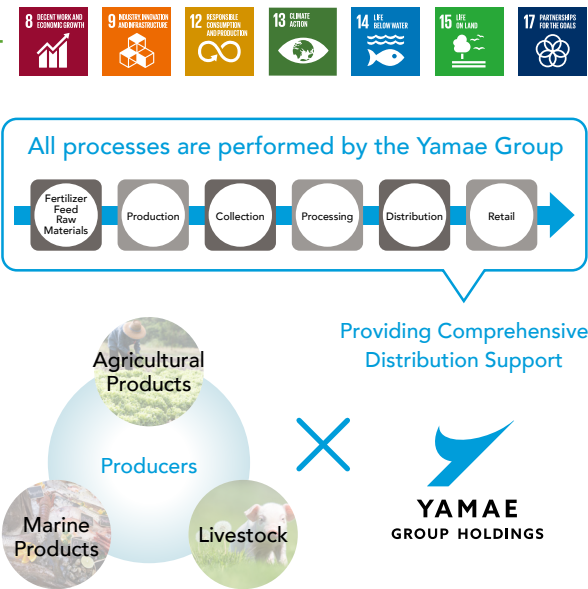 8 DECENT WORK AND
ECONOMIC GROWTH
9 INDUSTRY, INNOVATION
AND INFRASTRUCTURE
12 RESPONSIBLE
CONSUMPTION
AND PRODUCTION
13 CLIMATE
ACTION
14 LIFE
BELOW WATER
15 LIFE
ON LAND
17 PARTNERSHIPS
FOR THE GOALS
All processes are performed by the Yamae Group
Fertilizer
Feed
Raw
Materials
Production
Collection
Processing
Distribution
Retail
Providing Comprehensive
Distribution Support
Agricultural
Products
Producers
Marine
Products
Livestock
YAMAE
GROUP HOLDINGS